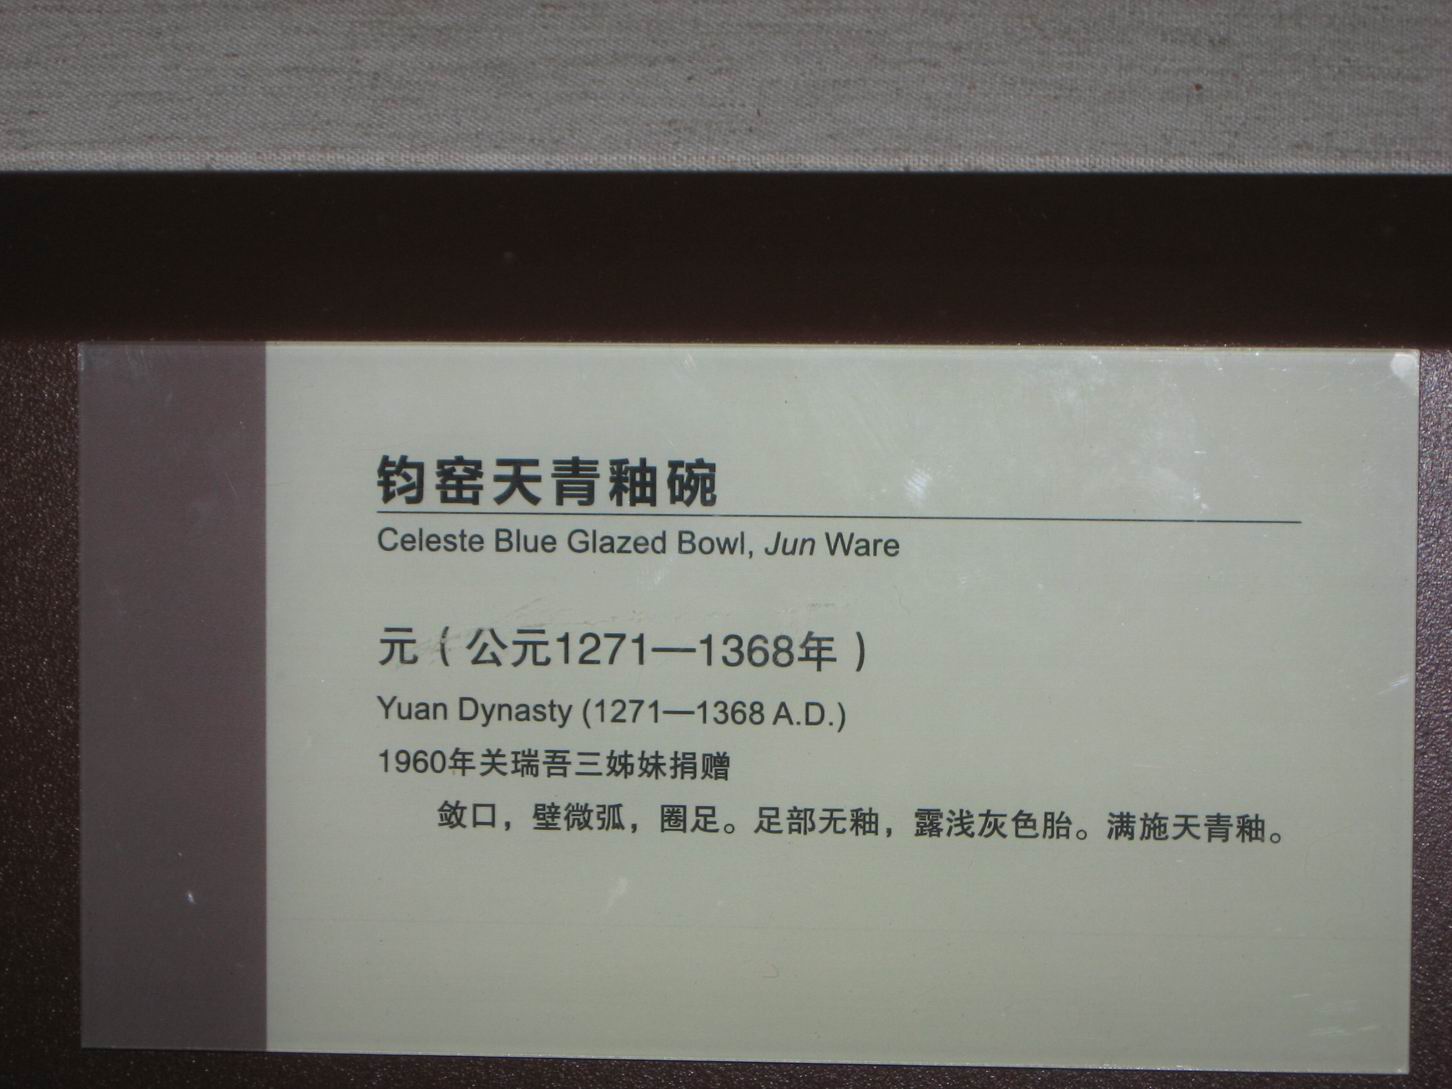 钧窑天青釉碗
Celeste Blue Glazed Bowl, Jun Ware
元（公元1271—1368年）
Yuan Dynasty (1271—1368 A.D.)
1960年关瑞吾三姊妹捐赠
敛口，壁微弧，圈足。足部无釉，露浅灰色胎。满施天青釉。